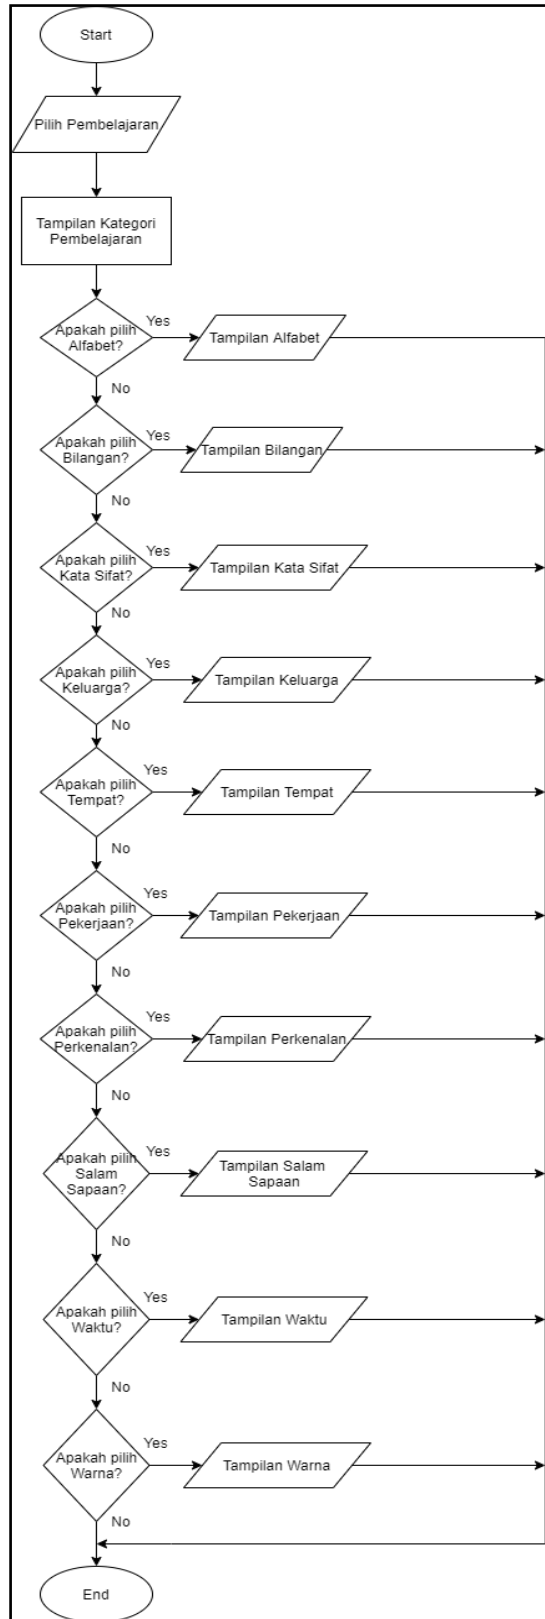 Start
Pilih Pembelajaran
Tampilan Kategori
Pembelajaran
Apakah pilih
Alfabet?
Yes
Tampilan Alfabet
No
Apakah pilih
Bilangan?
Yes
Tampilan Bilangan
No
Apakah pilih
Kata Sifat?
Yes
Tampilan Kata Sifat
No
Apakah pilih
Keluarga?
Yes
Tampilan Keluarga
No
Apakah pilih
Tempat?
Yes
Tampilan Tempat
No
Apakah pilih
Pekerjaan?
Yes
Tampilan Pekerjaan
No
Apakah pilih
Perkenalan?
Yes
Tampilan Perkenalan
No
Apakah pilih
Salam
Sapaan?
Yes
Tampilan Salam
Sapaan
No
Apakah pilih
Waktu?
Yes
Tampilan Waktu
No
Apakah pilih
Warna?
Yes
Tampilan Warna
No
End